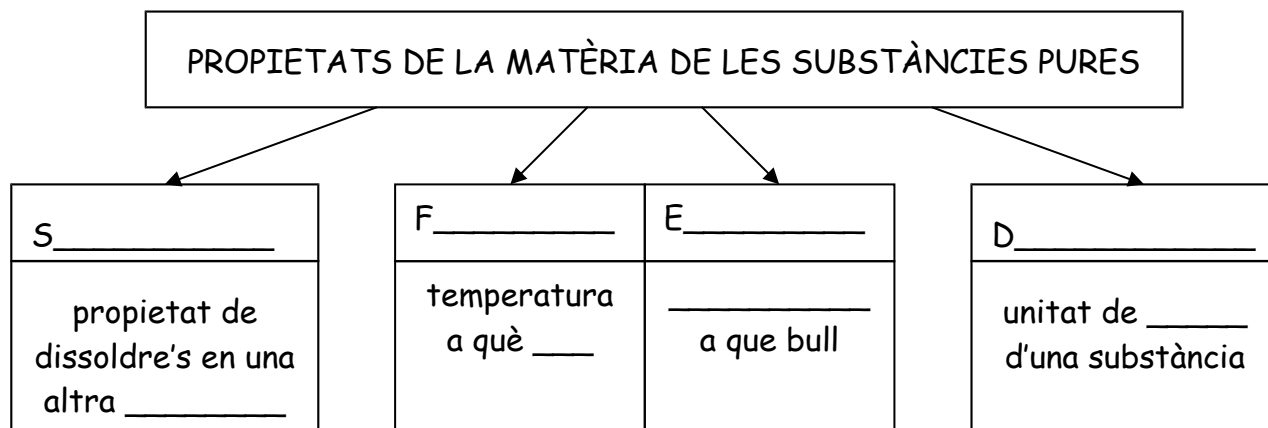 PROPIETATS DE LA MATÈRIA DE LES SUBSTÀNCIES PURES
S___________
propietat de
dissoldre's en una
altra ________
F_________
temperatura
a què ___
E_________
__________
a que bull
D____________
unitat de _____
d'una substància